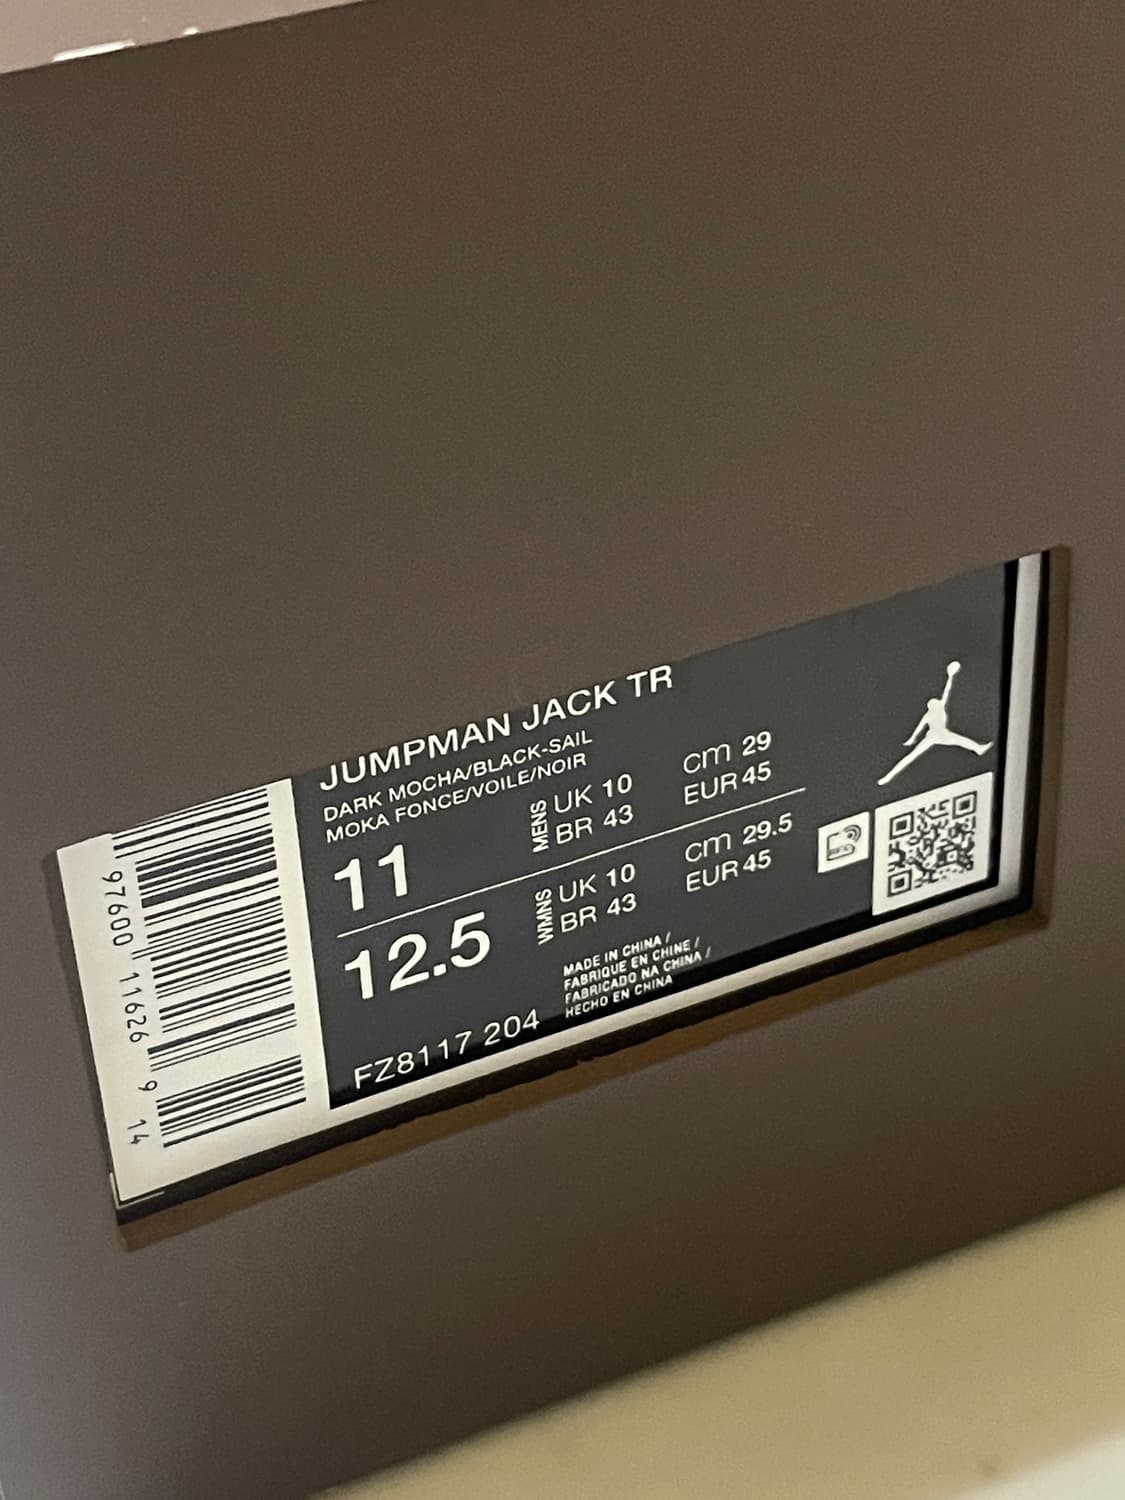 JUMPMAN JACK TR
DARK MOCHA/BLACK-SAIL
MOKA FONCE/VOILE/NOIR
11
MENS
UK 10
BR 43
cm 29
EUR 45
12.5
WMNS
UK 10
BR 43
cm 29.5
EUR 45
FZ8117 204
MADE IN CHINA /
FABRIQUE EN CHINE /
FABRICADO NA CHINA /
HECHO EN CHINA
97600 11626 9 14